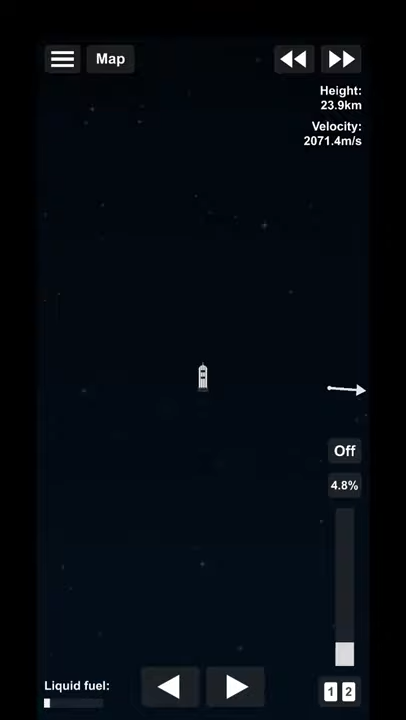 Map
Height:
23.9km
Velocity:
2071.4m/s
Off
4.8%
Liquid fuel:
1 2